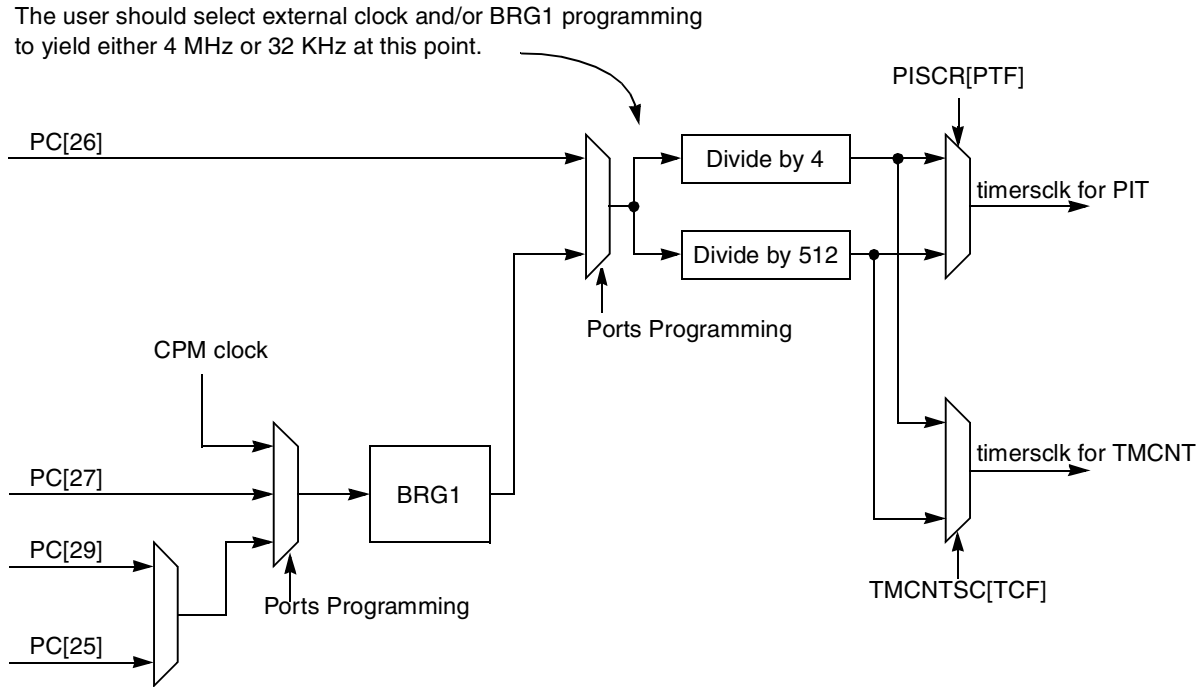 The user should select external clock and/or BRG1 programming
to yield either 4 MHz or 32 KHz at this point.
PISCR[PTF]
PC[26]
Divide by 4
timersclk for PIT
Divide by 512
Ports Programming
CPM clock
timersclk for TMCNT
PC[27]
BRG1
PC[29]
TMCNTSC[TCF]
Ports Programming
PC[25]